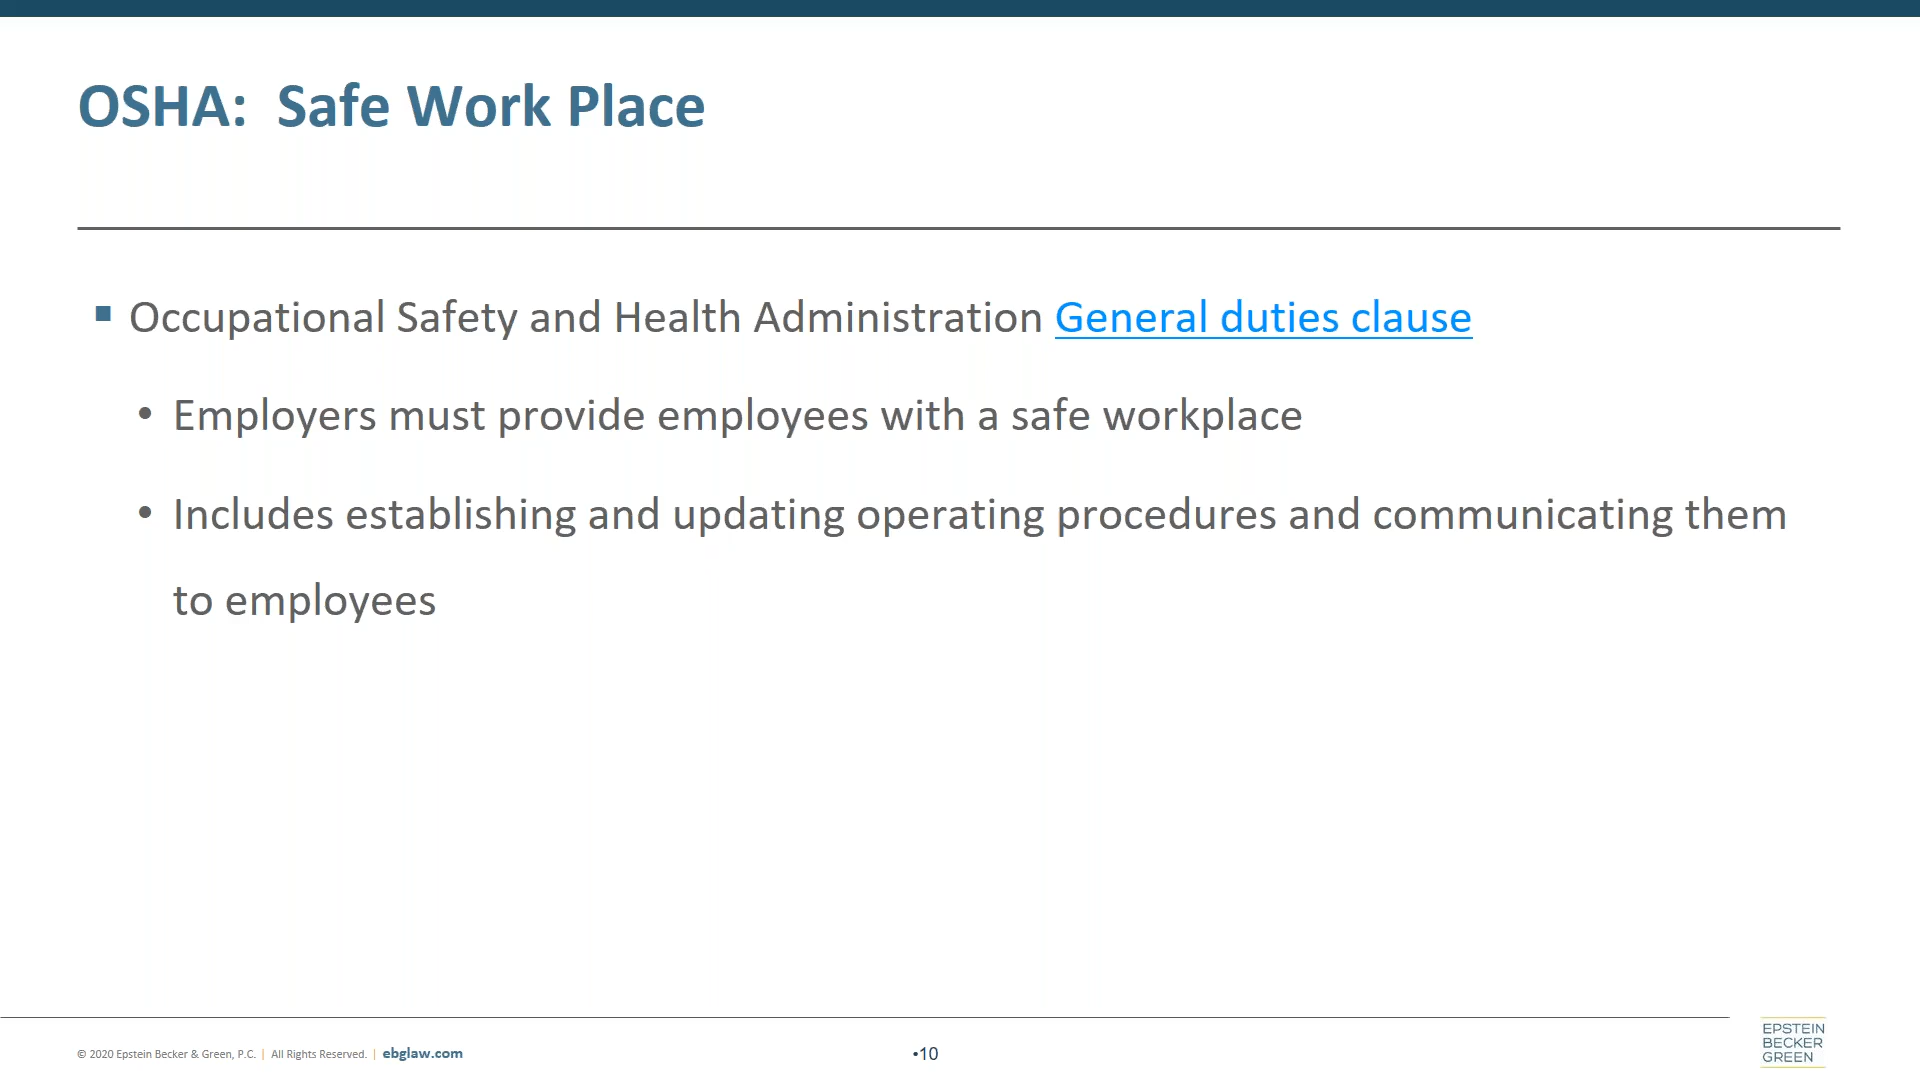 OSHA:  Safe Work Place
▪ Occupational Safety and Health Administration General duties clause
• Employers must provide employees with a safe workplace
• Includes establishing and updating operating procedures and communicating them
to employees
© 2020 Epstein Becker & Green, P.C. | All Rights Reserved. | ebglaw.com
•10
EPSTEIN
BECKER
GREEN